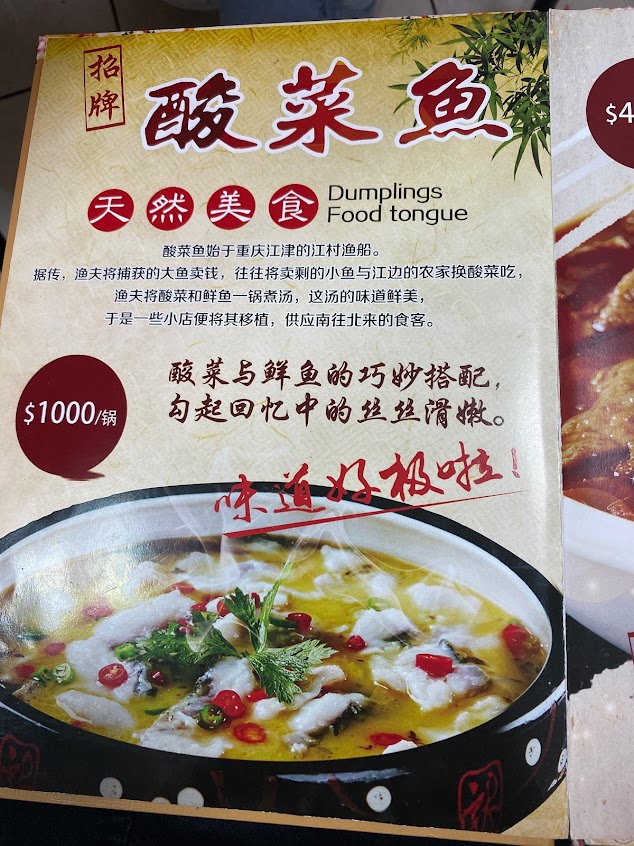 招牌
酸菜魚
天然美食
Dumplings
Food tongue
酸菜鱼始于重庆江津的江村渔船。
据传，渔夫将捕获的大鱼卖钱，往往将卖剩的小鱼与江边的农家换酸菜吃，
渔夫将酸菜和鲜鱼一锅煮汤，这汤的味道鲜美，
于是一些小店便将其移植，供应南往北来的食客。
$1000/锅
酸菜与鲜鱼的巧妙搭配，
勾起回忆中的丝丝滑嫩。
味道好极啦！
$4